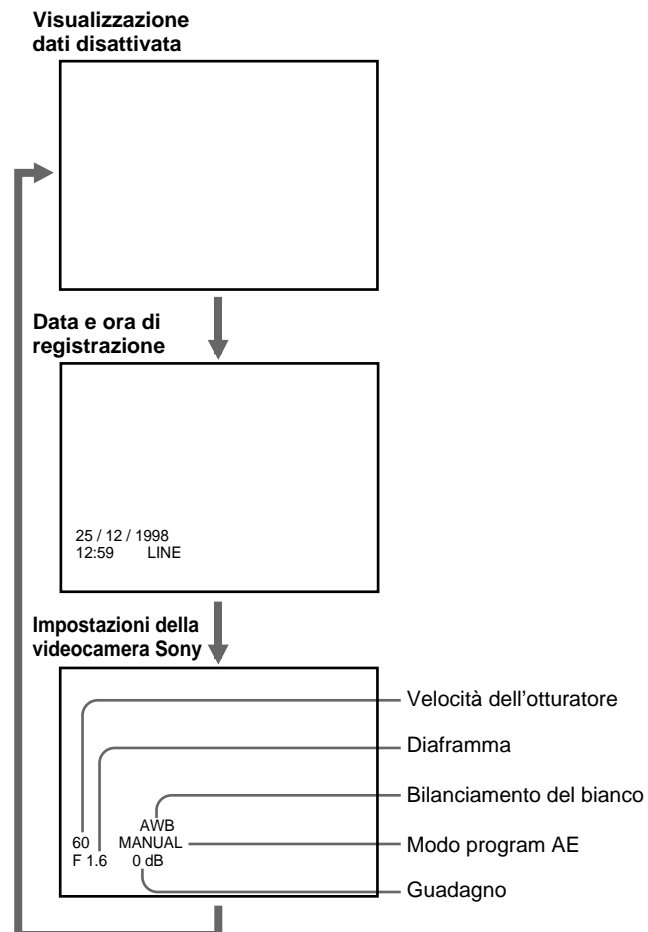 Visualizzazione
dati disattivata
Data e ora di
registrazione
25 / 12 / 1998
12:59 LINE
Impostazioni della
videocamera Sony
Velocità dell'otturatore
Diaframma
Bilanciamento del bianco
AWB
60 MANUAL
Modo program AE
F 1.6 0 dB
Guadagno